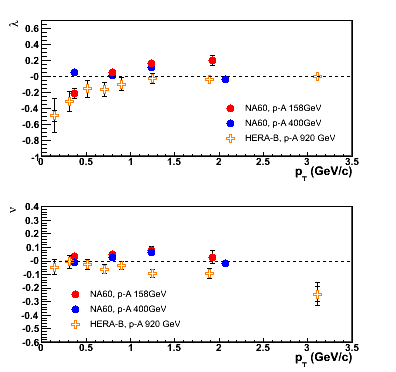 λ
0.6
0.4
0.2
-0
-0.2
-0.4
-0.6
-0.8
-1
NA60, p-A 158GeV
NA60, p-A 400GeV
HERA-B, p-A 920 GeV
0 0.5 1 1.5 2 2.5 3 3.5
p_T (GeV/c)
ν
0.4
0.3
0.2
0.1
-0
-0.1
-0.2
-0.3
-0.4
-0.5
-0.6
NA60, p-A 158GeV
NA60, p-A 400GeV
HERA-B, p-A 920 GeV
0 0.5 1 1.5 2 2.5 3 3.5
p_T (GeV/c)